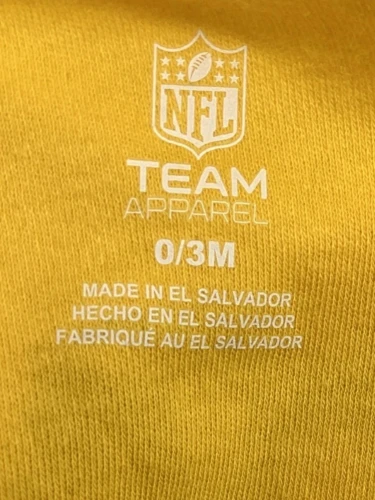 NFL
TEAM
APPAREL
0/3M
MADE IN EL SALVADOR
HECHO EN EL SALVADOR
FABRIQUÉ AU EL SALVADOR